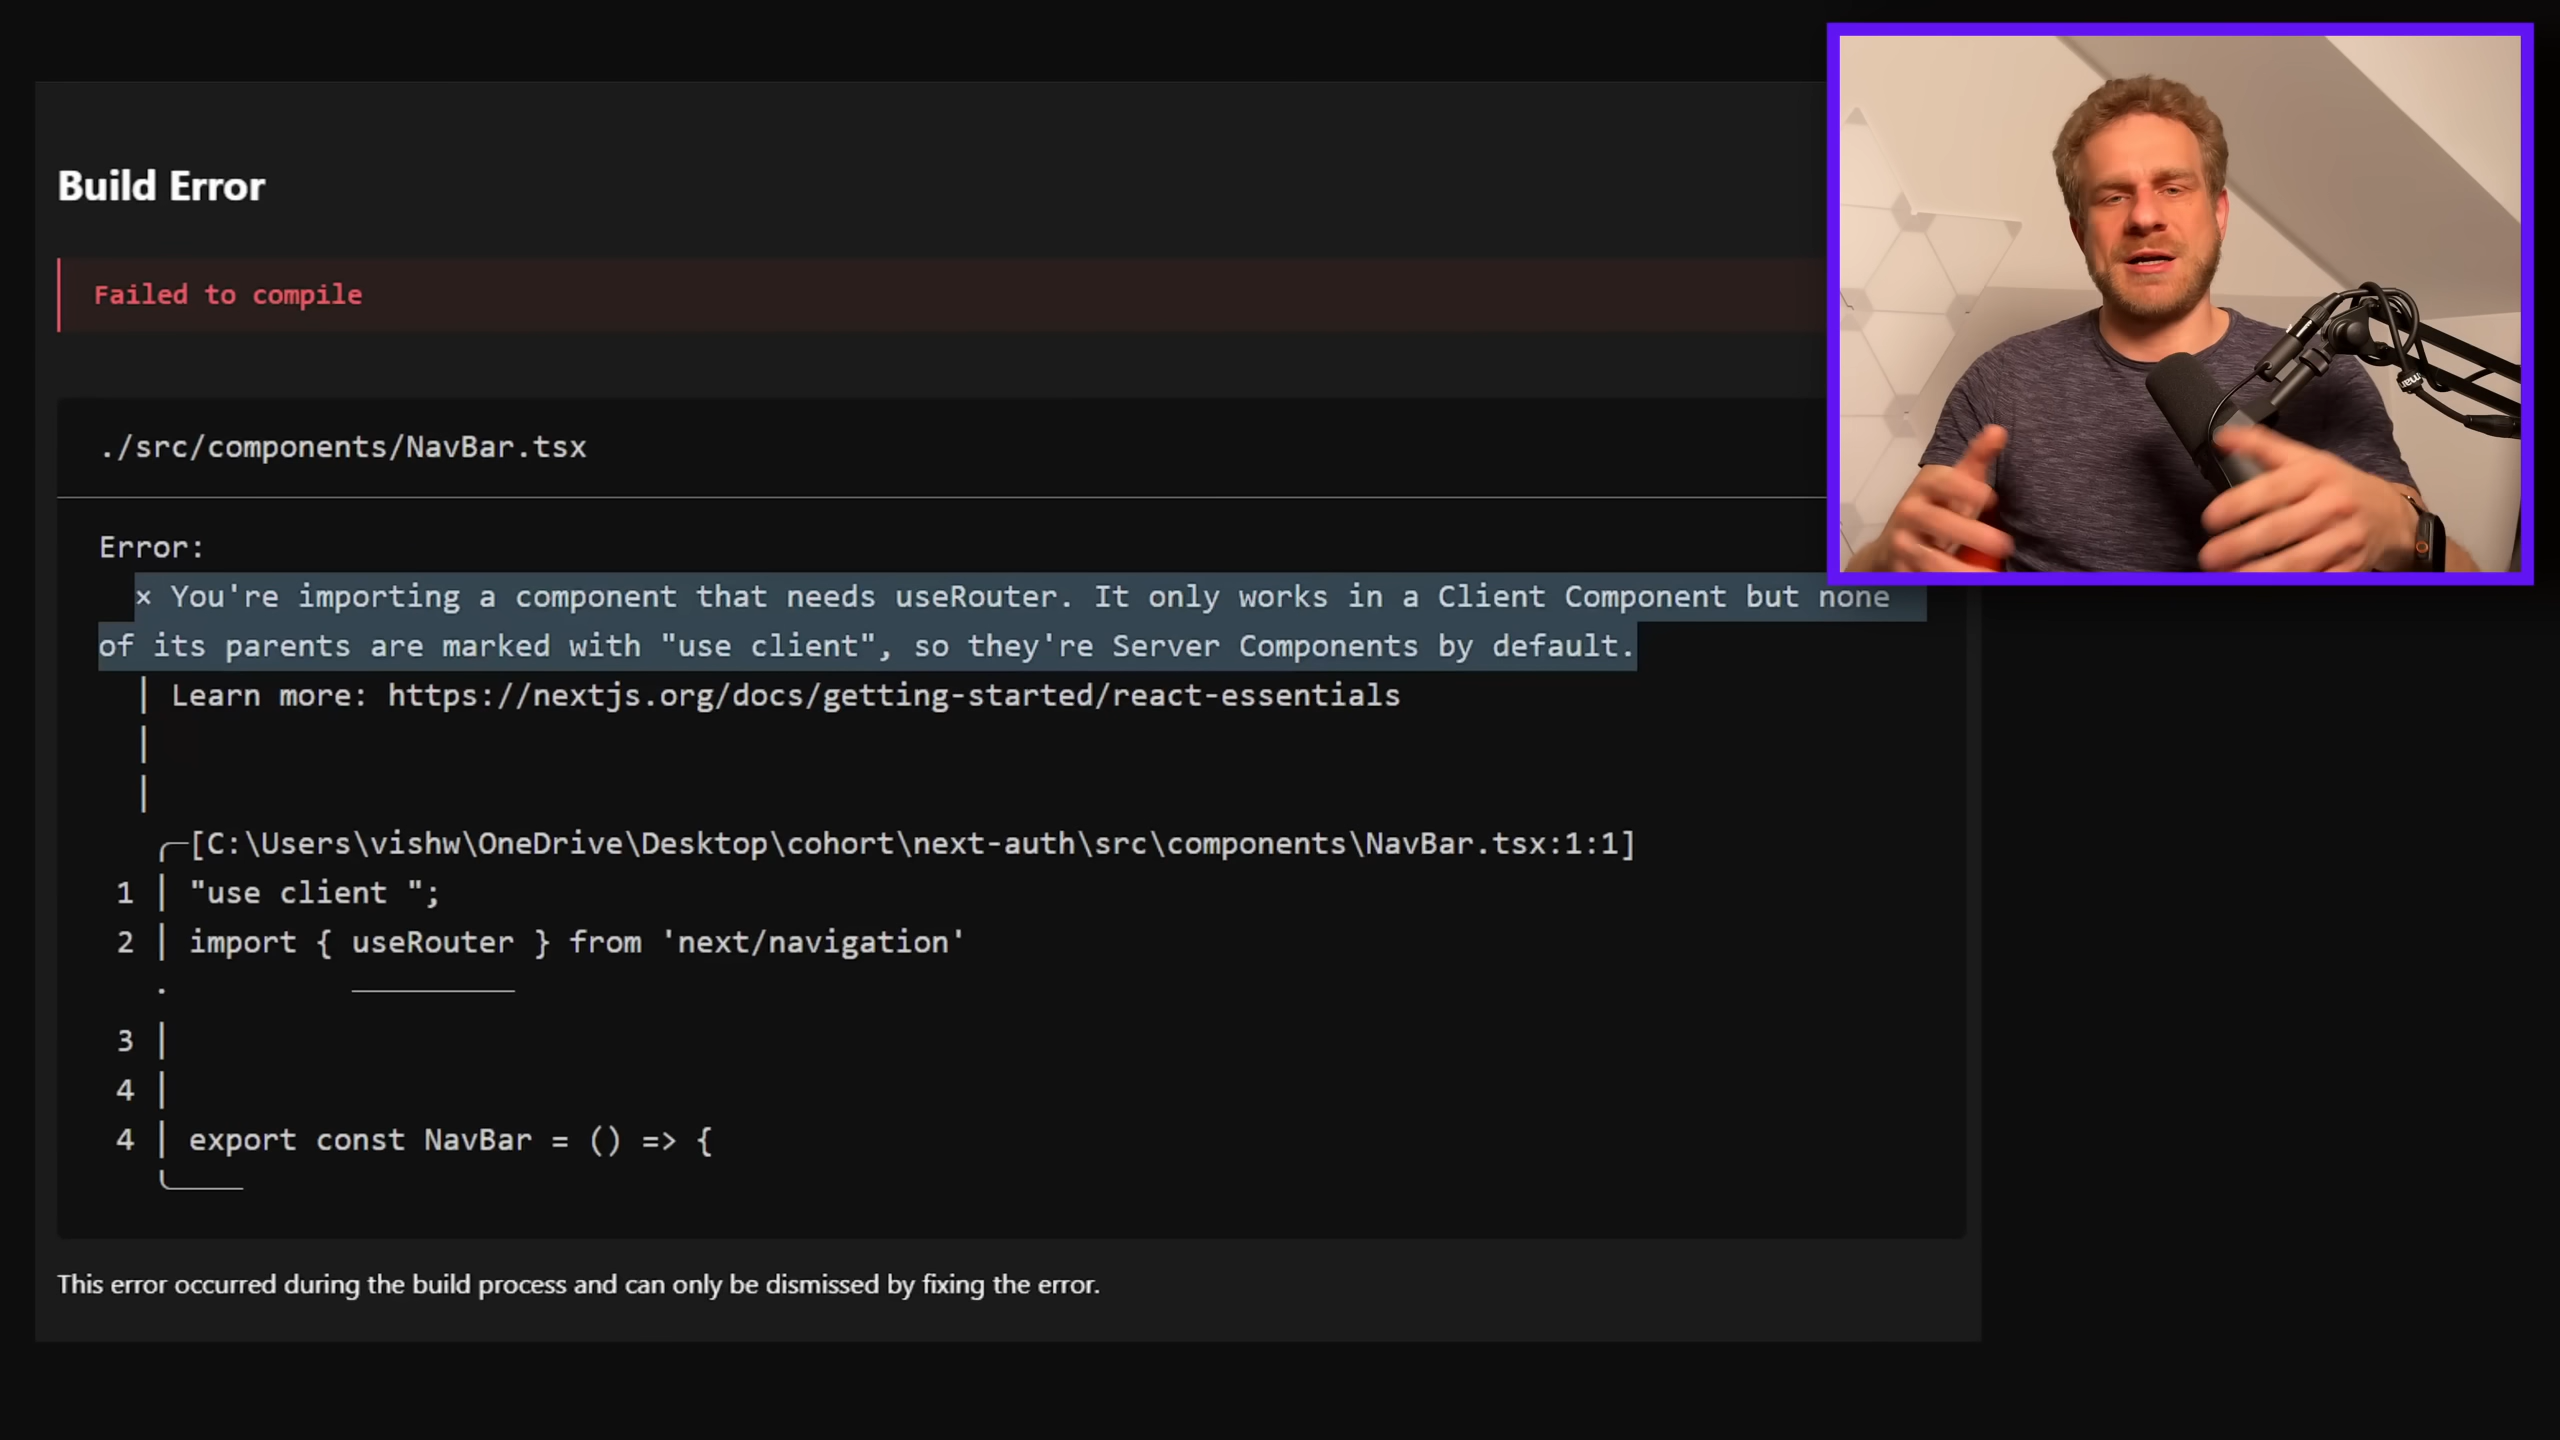 Build Error
Failed to compile
./src/components/NavBar.tsx
Error:
× You're importing a component that needs useRouter. It only works in a Client Component but none
of its parents are marked with "use client", so they're Server Components by default.
| Learn more: https://nextjs.org/docs/getting-started/react-essentials
|
|
╭─[C:\Users\vishw\OneDrive\Desktop\cohort\next-auth\src\components\NavBar.tsx:1:1]
1 | "use client ";
2 | import { useRouter } from 'next/navigation'
· ─────────
3 |
4 |
4 | export const NavBar = () => {
╰────
This error occurred during the build process and can only be dismissed by fixing the error.